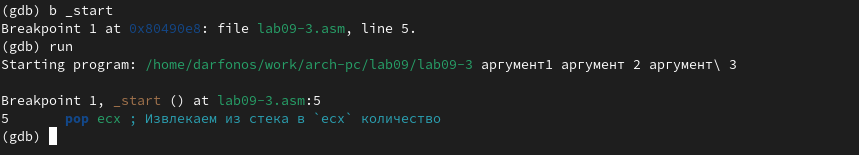 (gdb) b _start
Breakpoint 1 at 0x80490e8: file lab09-3.asm, line 5.
(gdb) run
Starting program: /home/darfonos/work/arch-pc/lab09/lab09-3 аргумент1 аргумент 2 аргумент\ 3
Breakpoint 1, _start () at lab09-3.asm:5
5 pop ecx ; Извлекаем из стека в `ecx` количество
(gdb)